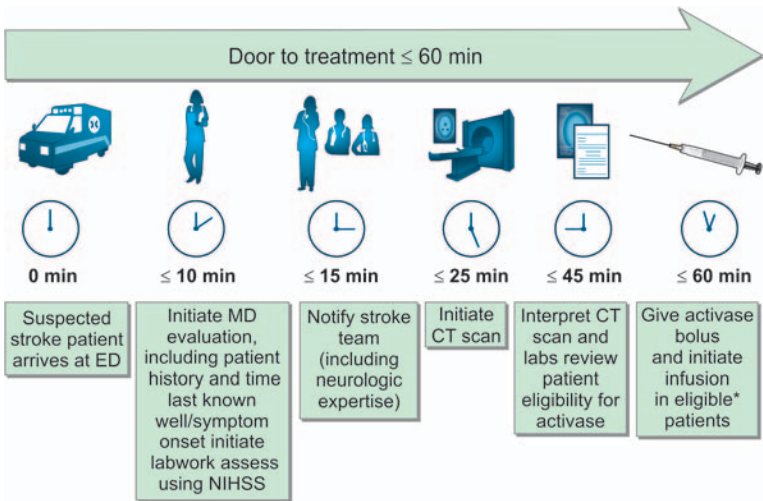 Door to treatment ≤ 60 min
0 min
≤ 10 min
≤ 15 min
≤ 25 min
≤ 45 min
≤ 60 min
Suspected
stroke patient
arrives at ED
Initiate MD
evaluation,
including patient
history and time
last known
well/symptom
onset initiate
labwork assess
using NIHSS
Notify stroke
team
(including
neurologic
expertise)
Initiate
CT scan
Interpret CT
scan and
labs review
patient
eligibility for
activase
Give activase
bolus
and initiate
infusion
in eligible*
patients